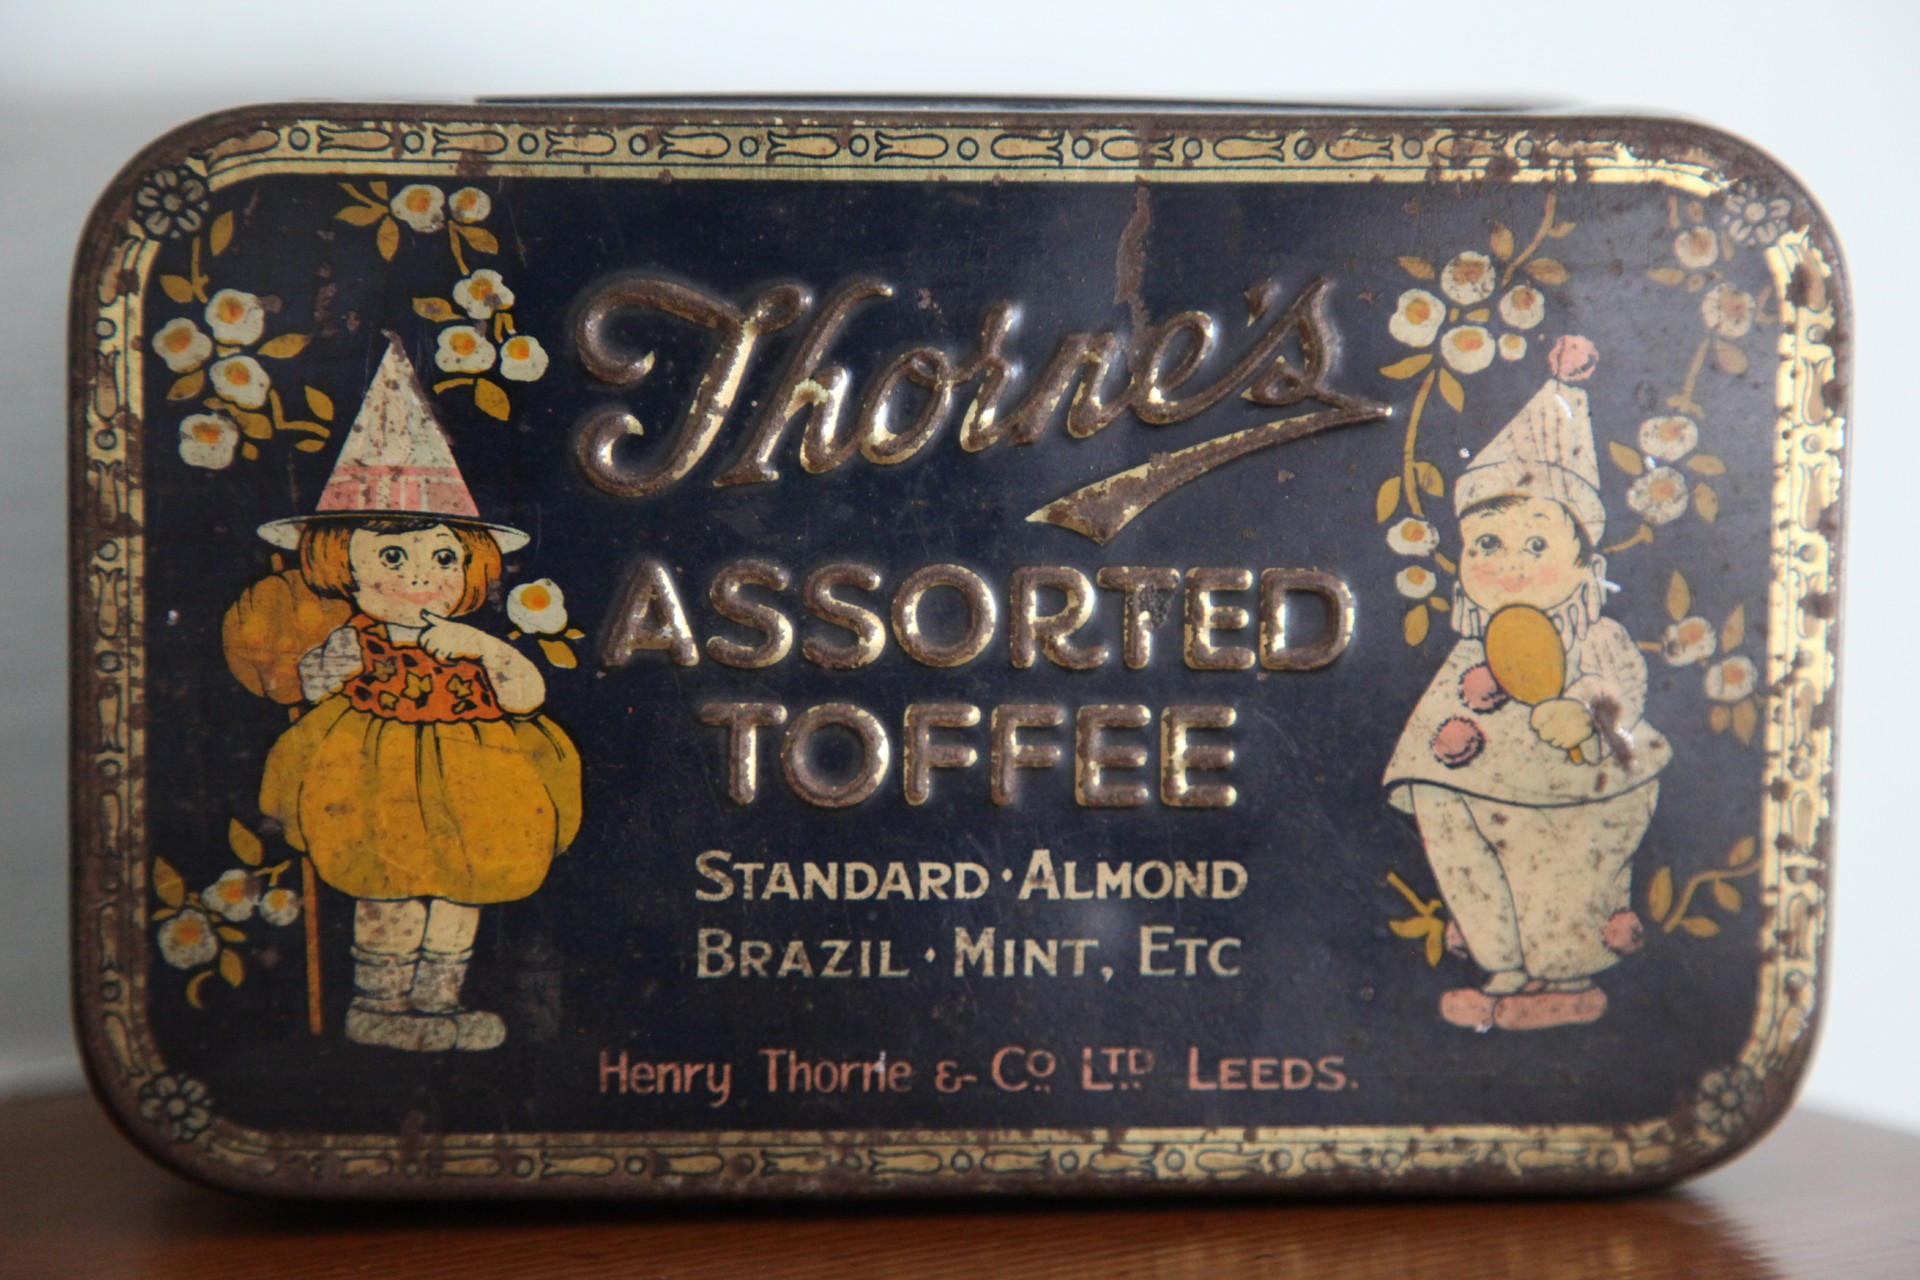 Thorne's
ASSORTED
TOFFEE
STANDARD · ALMOND
BRAZIL · MINT, ETC
Henry Thorne & Co LTD LEEDS.